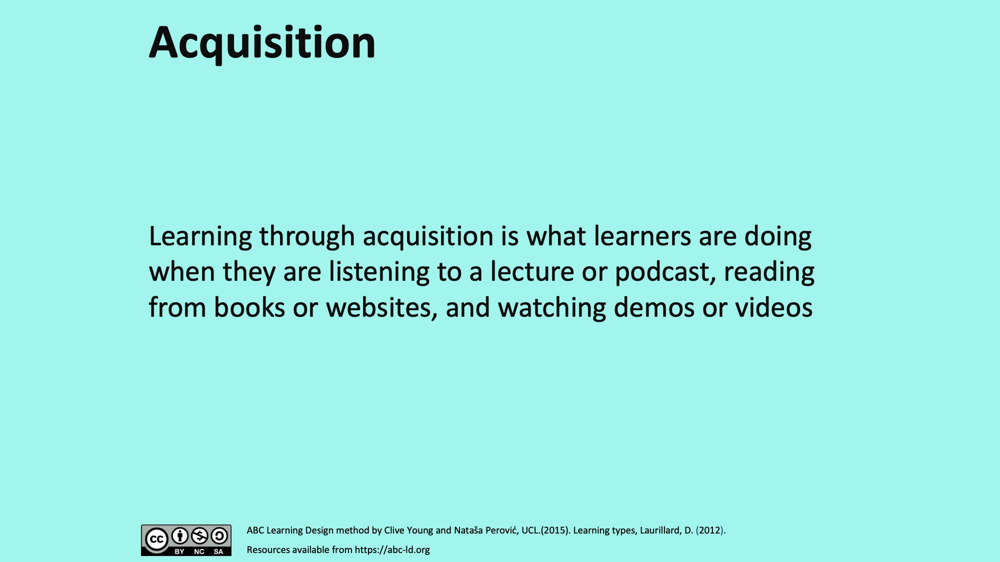 Acquisition
Learning through acquisition is what learners are doing
when they are listening to a lecture or podcast, reading
from books or websites, and watching demos or videos
cc BY NC SA
ABC Learning Design method by Clive Young and Nataša Perović, UCL.(2015). Learning types, Laurillard, D. (2012).
Resources available from https://abc-ld.org